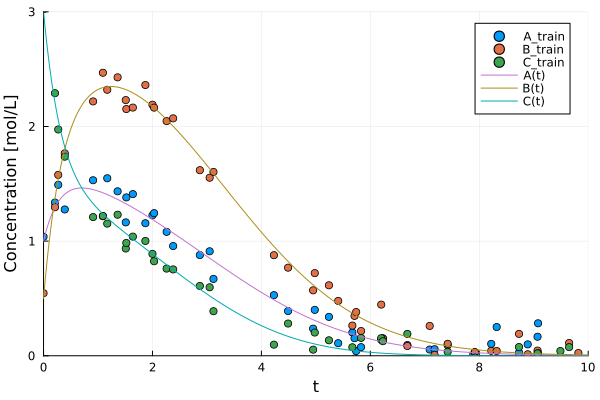 3
A_train
B_train
C_train
A(t)
B(t)
C(t)
2
Concentration [mol/L]
1
0
0 2 4 6 8 10
t